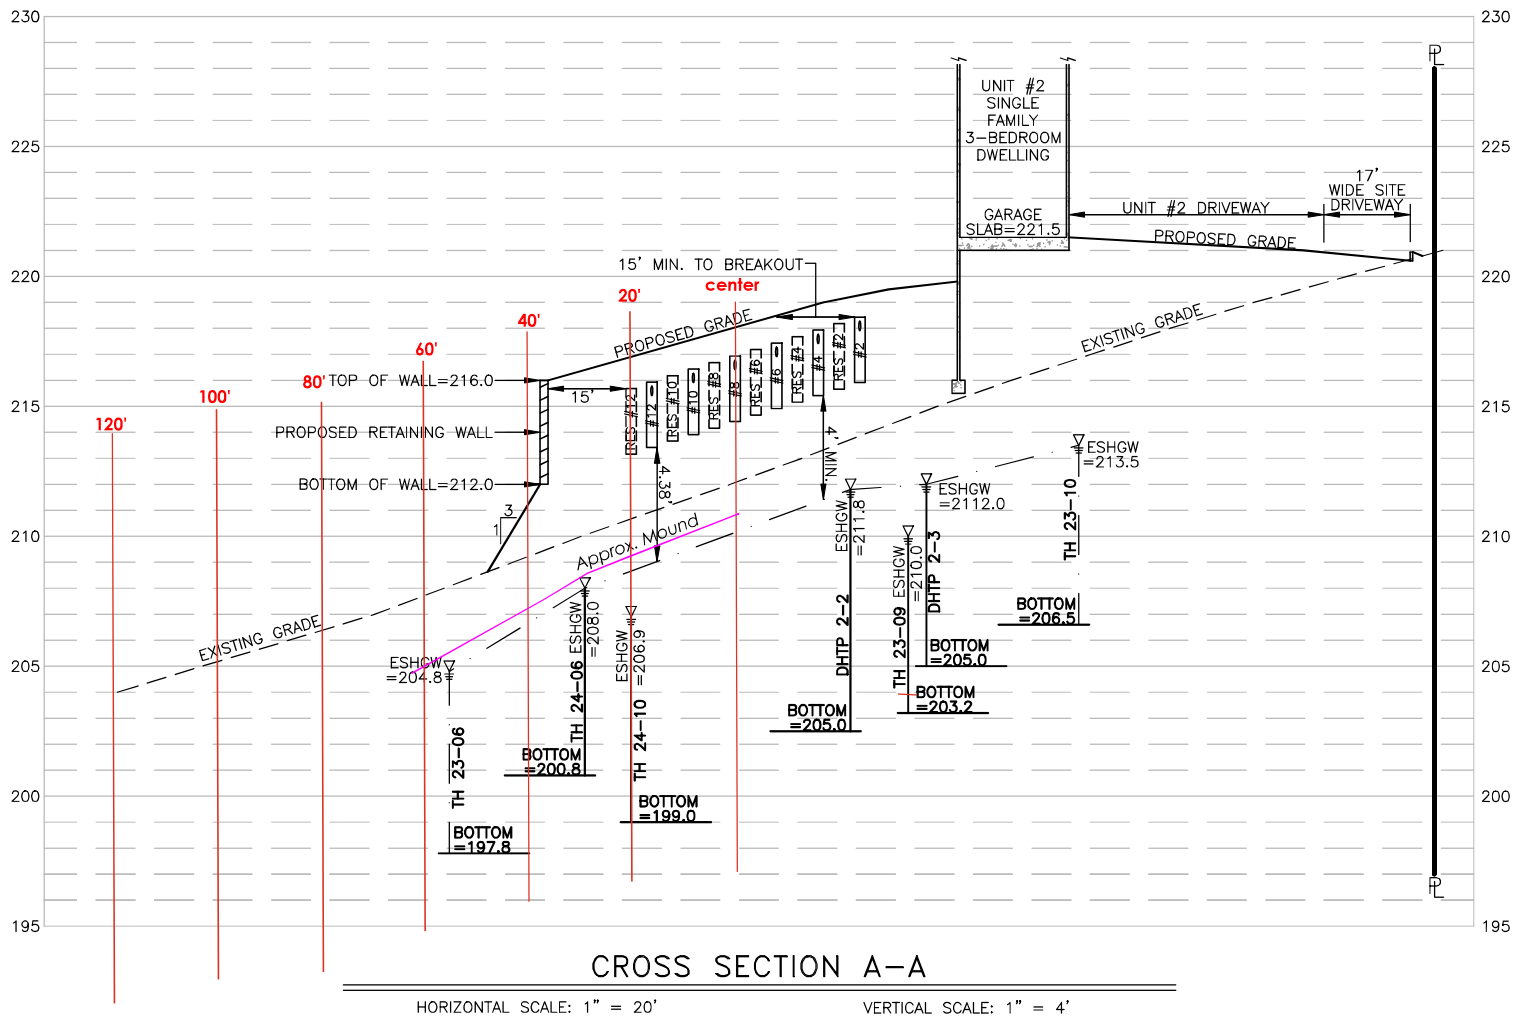 230
230
225
225
220
220
215
215
210
210
205
205
200
200
195
195
PL
UNIT #2
SINGLE
FAMILY
3-BEDROOM
DWELLING
GARAGE
SLAB=221.5
17'
WIDE SITE
DRIVEWAY
UNIT #2 DRIVEWAY
PROPOSED GRADE
15' MIN. TO BREAKOUT
center
20'
40'
60'
80'
100'
120'
PROPOSED GRADE
EXISTING GRADE
TOP OF WALL=216.0
15'
PROPOSED RETAINING WALL
BOTTOM OF WALL=212.0
3
1
RES #12
#12
RES #10
#10
RES #8
#8
RES #6
#6
RES #4
#4
RES #2
#2
4' MIN.
4.38'
Approx. Mound
EXISTING GRADE
ESHGW
=204.8
TH 23-06
BOTTOM
=197.8
ESHGW
=208.0
TH 24-06
BOTTOM
=200.8
ESHGW
=206.9
TH 24-10
BOTTOM
=199.0
ESHGW
=211.8
DHTP 2-2
BOTTOM
=205.0
ESHGW
=210.0
TH 23-09
BOTTOM
=203.2
ESHGW
=2112.0
DHTP 2-3
BOTTOM
=205.0
ESHGW
=213.5
TH 23-10
BOTTOM
=206.5
PL
CROSS SECTION A-A
HORIZONTAL SCALE: 1" = 20'
VERTICAL SCALE: 1" = 4'